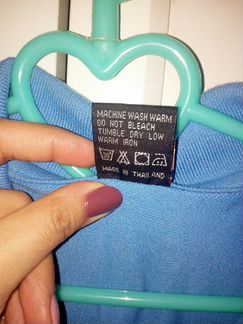 MACHINE WASH WARM
DO NOT BLEACH
TUMBLE DRY LOW
WARM IRON
MADE IN THAILAND